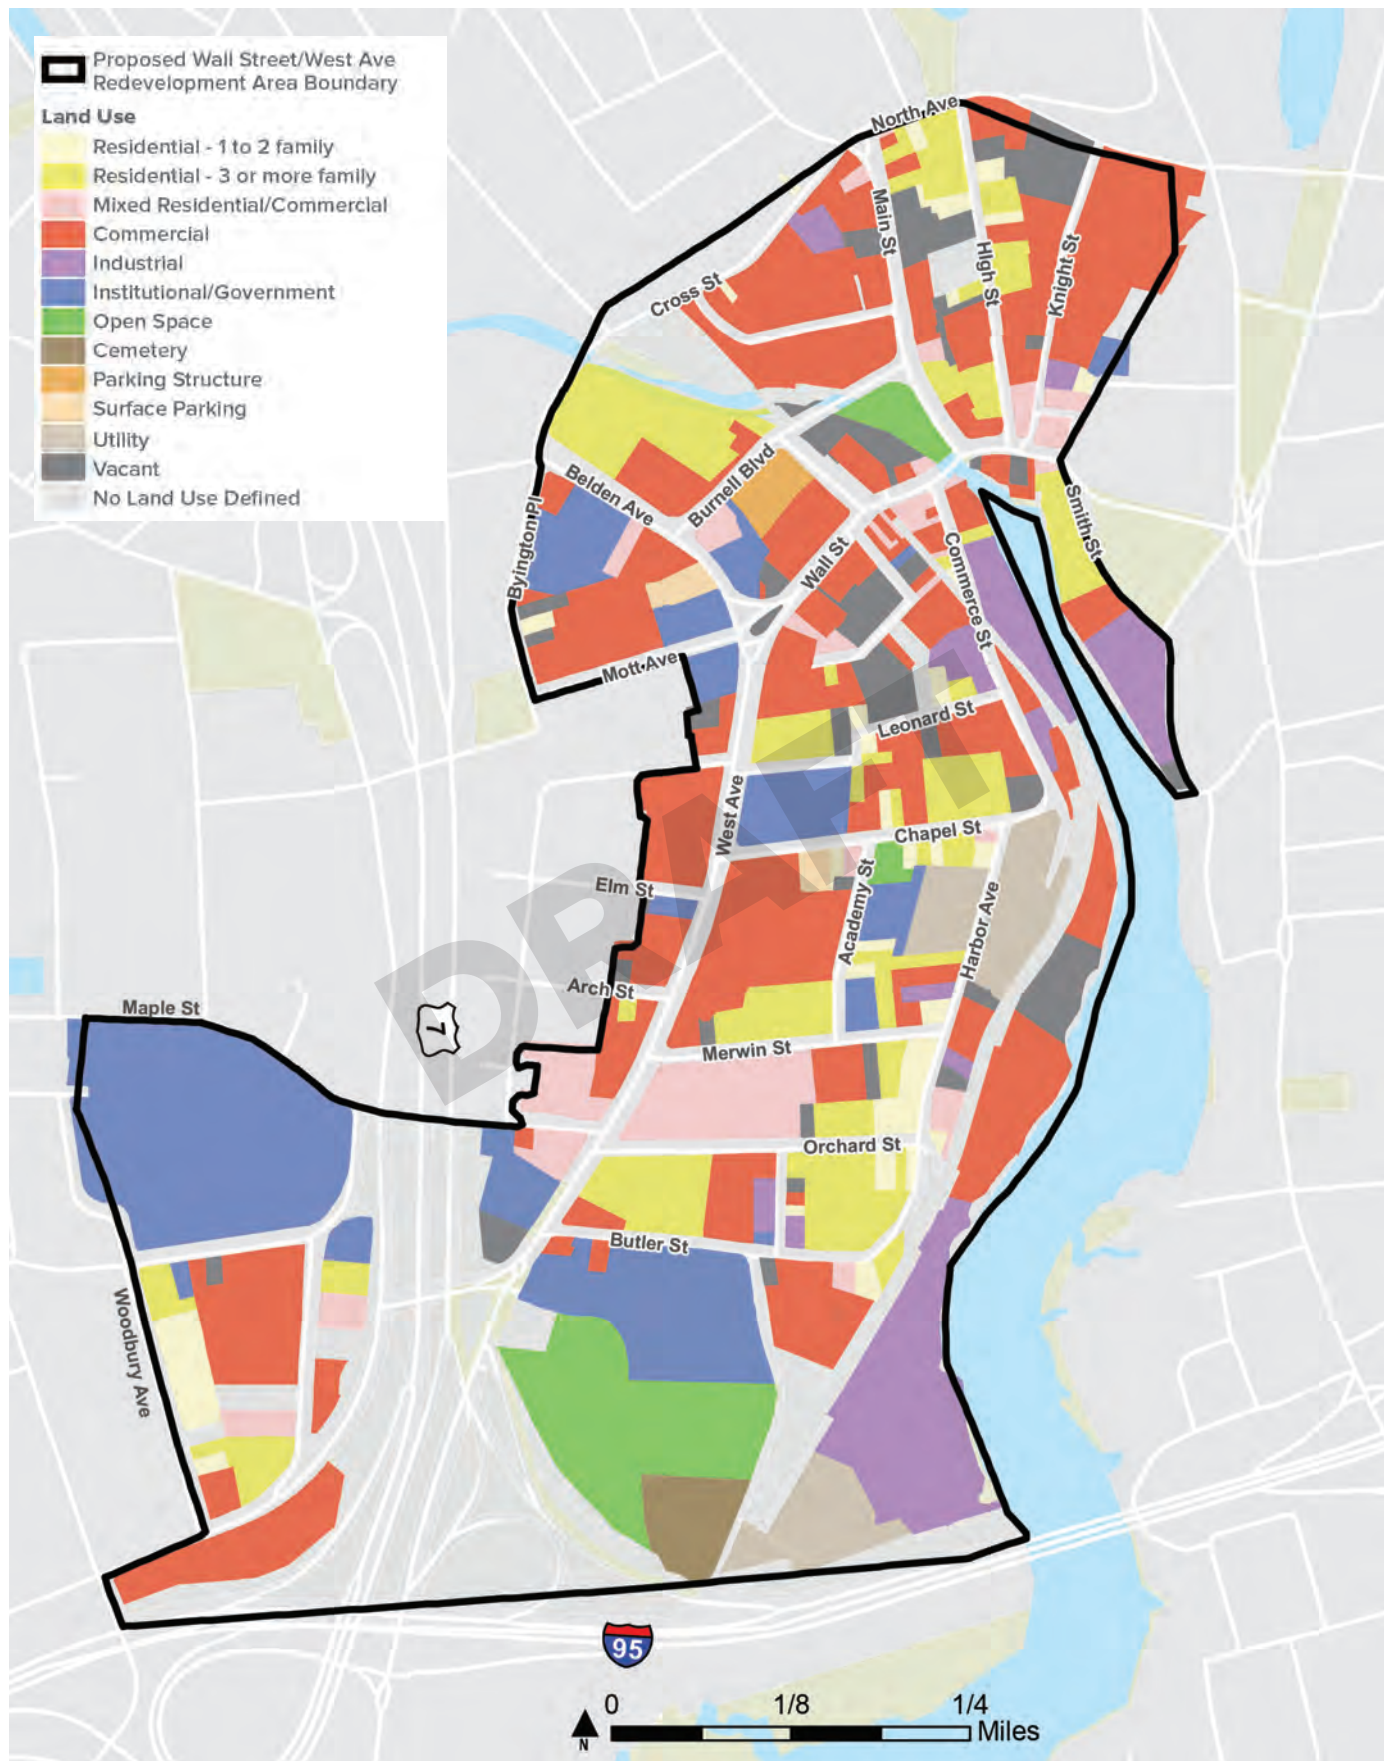 Proposed Wall Street/West Ave
Redevelopment Area Boundary
Land Use
Residential - 1 to 2 family
Residential - 3 or more family
Mixed Residential/Commercial
Commercial
Industrial
Institutional/Government
Open Space
Cemetery
Parking Structure
Surface Parking
Utility
Vacant
No Land Use Defined
North Ave
Main St
HIgh St
Knight St
Cross St
Smith St
Burnell Blvd
Belden Ave
Byington Pl
Wall St
Commerce St
Mott Ave
Leonard St
West Ave
Chapel St
Elm St
Academy St
Harbor Ave
Arch St
Maple St
7
Merwin St
Orchard St
Butler St
Woodbury Ave
DRAFT
95
0 1/8 1/4
Miles
N